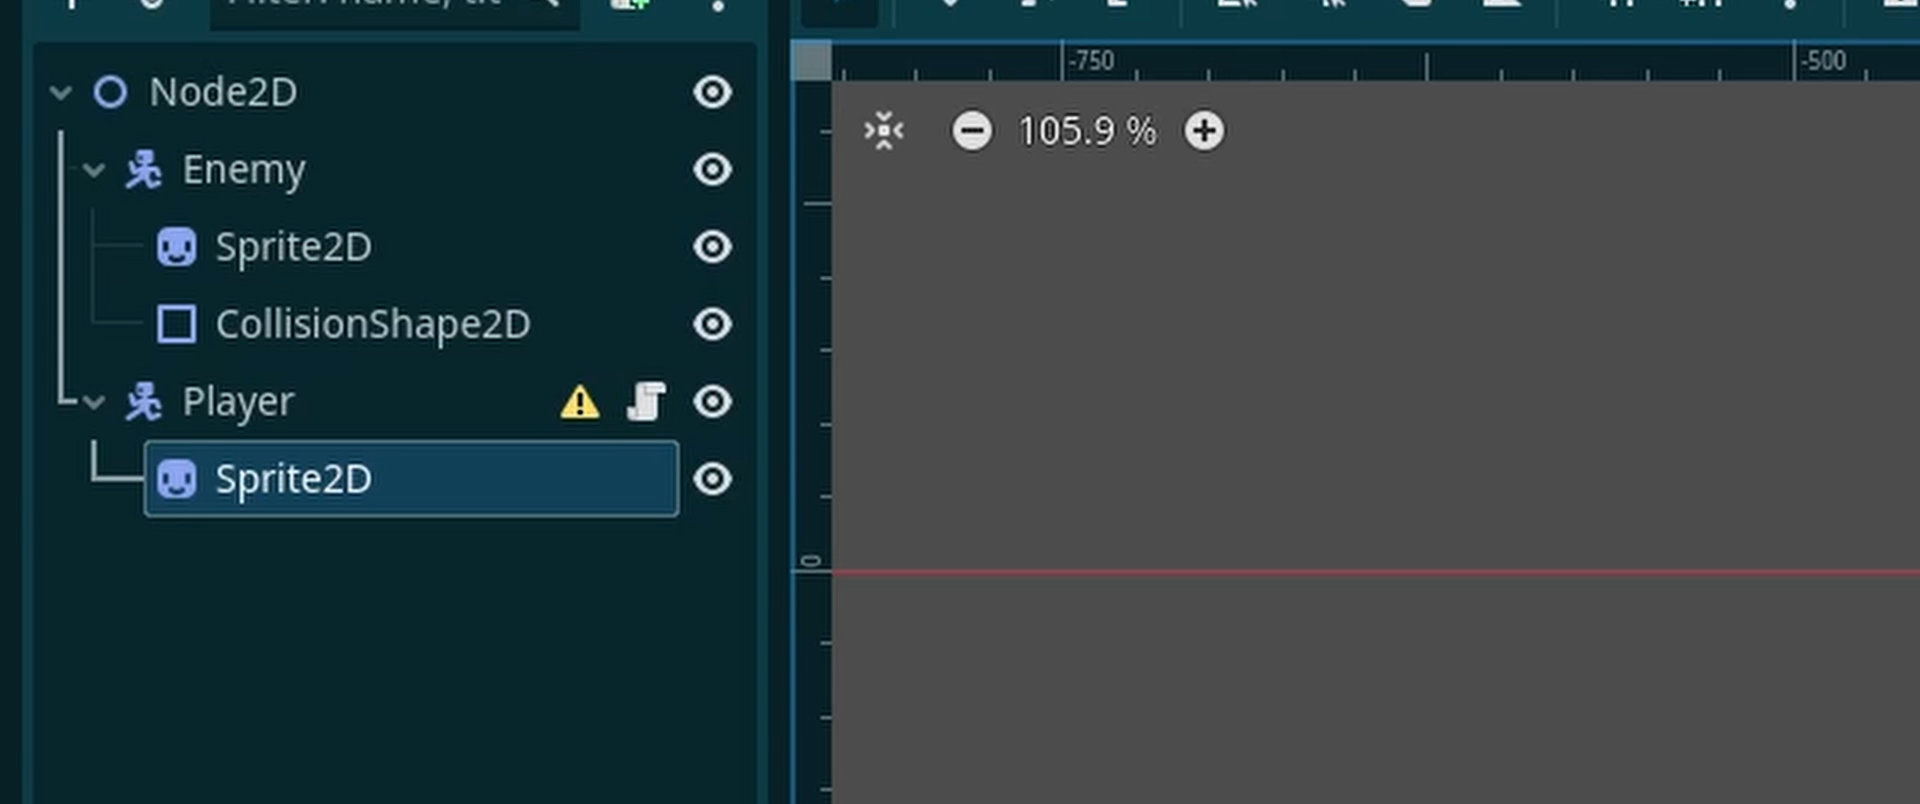 Node2D
Enemy
Sprite2D
CollisionShape2D
Player
Sprite2D
-750
-500
105.9 %
0